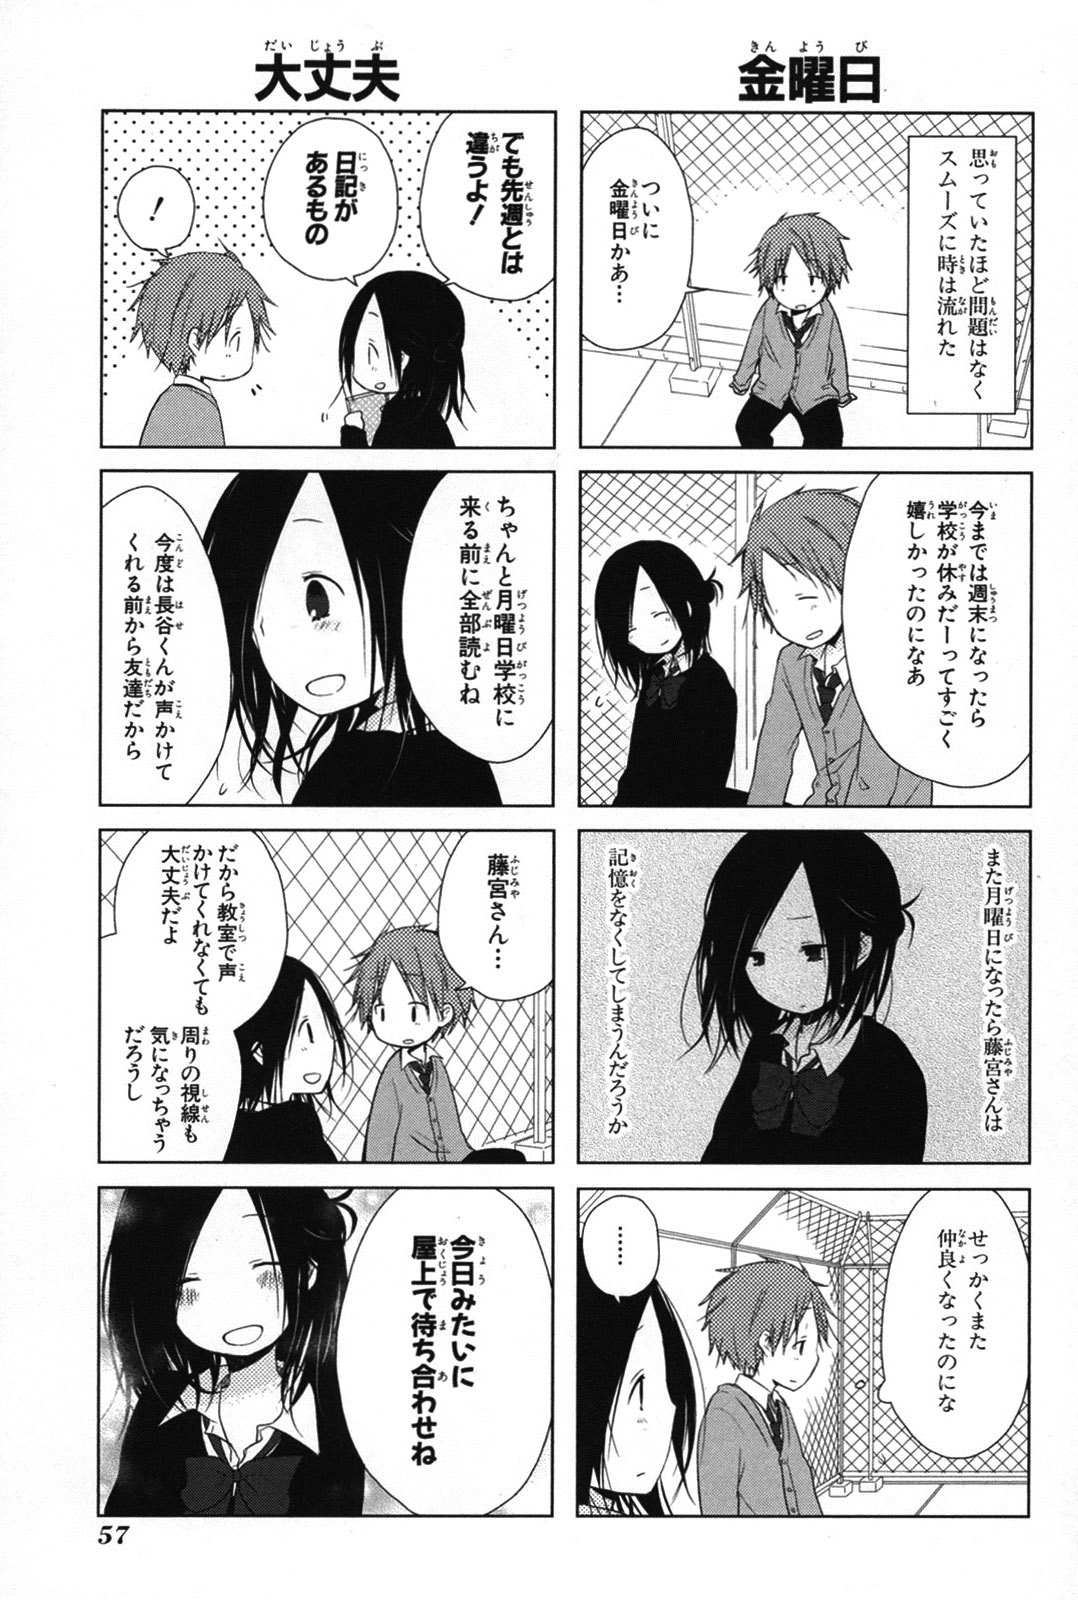 金曜日
思っていたほど問題はなく
スムーズに時は流れた
ついに
金曜日かぁ…
今までは週末になったら
学校が休みだーってすごく
嬉しかったのになあ
また月曜日になったら藤宮さんは
記憶をなくしてしまうんだろうか
せっかくまた
仲良くなったのにな
……
大丈夫
でも先週とは
違うよ！
日記が
あるもの
！
ちゃんと月曜日学校に
来る前に全部読むね
今度は長谷くんが声かけて
くれる前から友達だから
藤宮さん…
だから教室で声
かけてくれなくても
大丈夫だよ
周りの視線も
気になっちゃう
だろうし
今日みたいに
屋上で待ち合わせね
57